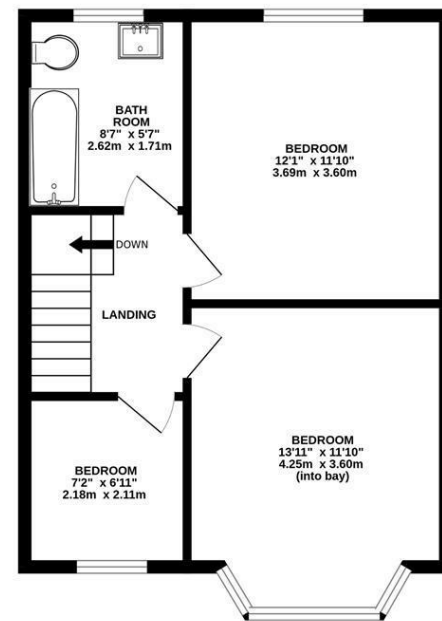 BATH
ROOM
8'7" x 5'7"
2.62m x 1.71m
BEDROOM
12'1" x 11'10"
3.69m x 3.60m
DOWN
LANDING
BEDROOM
7'2" x 6'11"
2.18m x 2.11m
BEDROOM
13'11" x 11'10"
4.25m x 3.60m
(into bay)